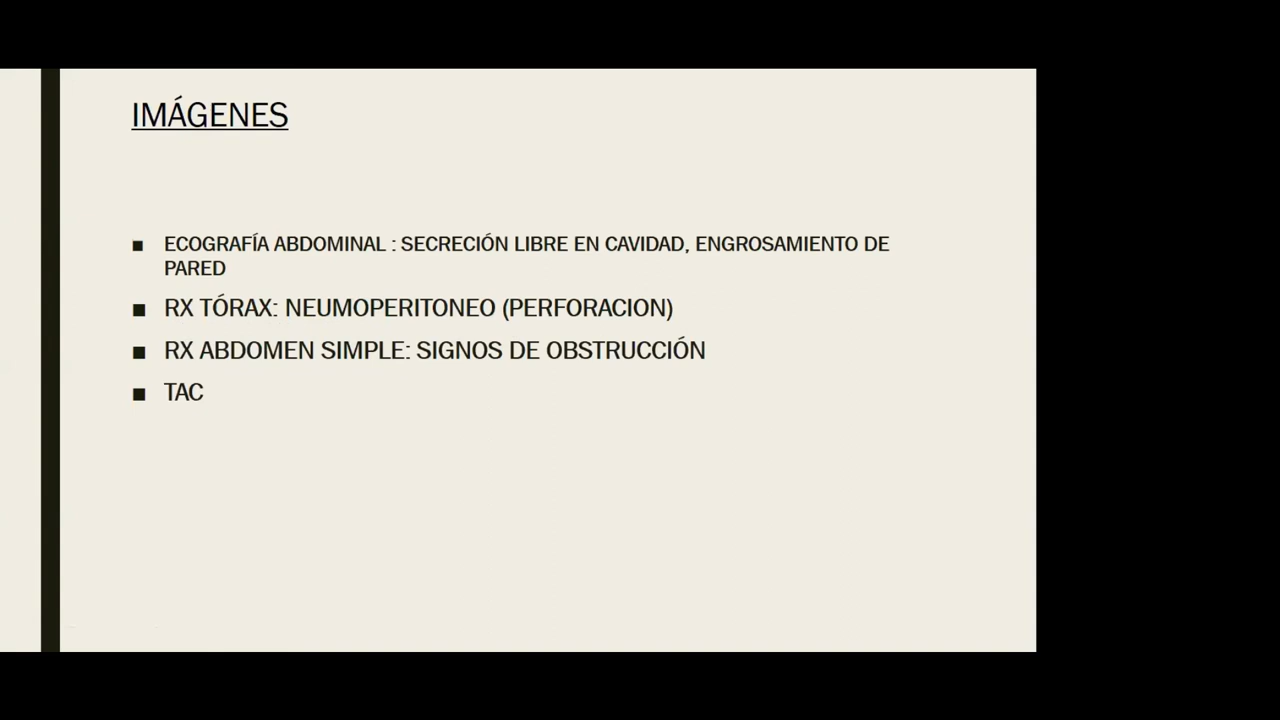 IMÁGENES
■ ECOGRAFÍA ABDOMINAL : SECRECIÓN LIBRE EN CAVIDAD, ENGROSAMIENTO DE
PARED
■ RX TÓRAX: NEUMOPERITONEO (PERFORACION)
■ RX ABDOMEN SIMPLE: SIGNOS DE OBSTRUCCIÓN
■ TAC